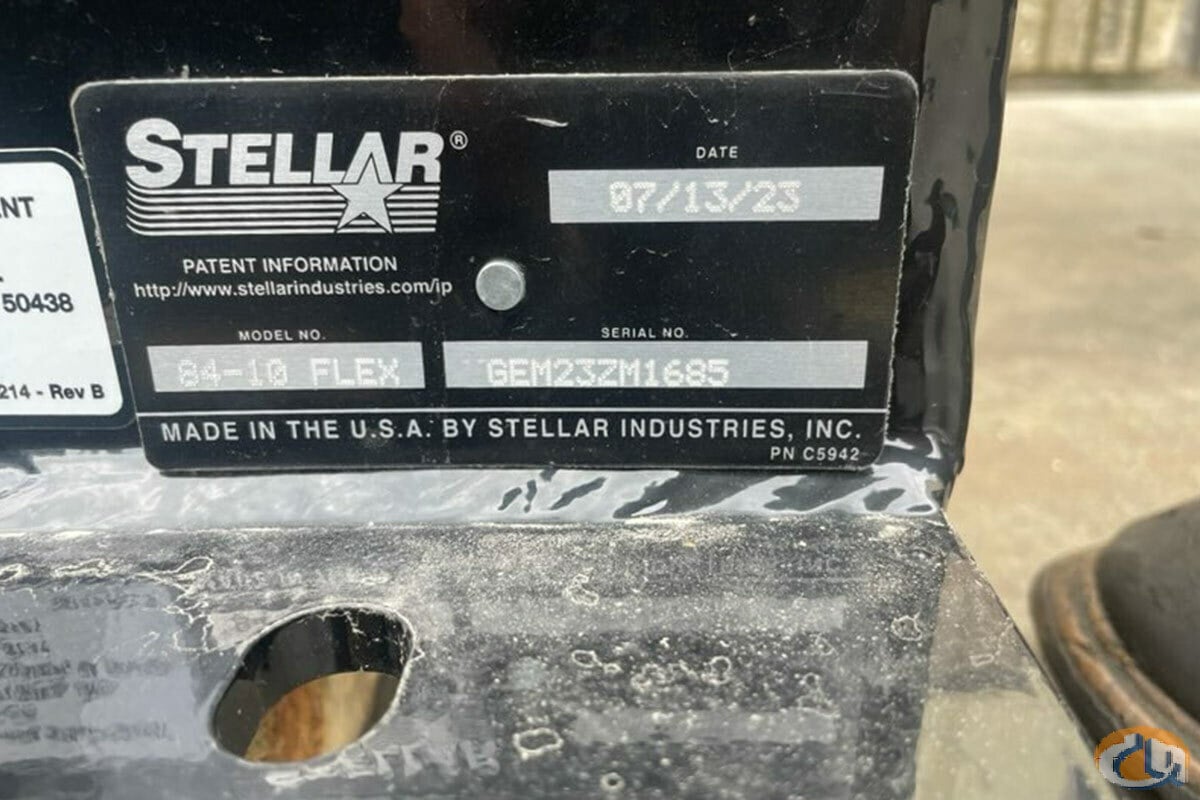 STELLAR®
DATE
07/13/23
PATENT INFORMATION
http://www.stellarindustries.com/ip
MODEL NO.
84-10 FLEX
SERIAL NO.
GEM23ZM1685
MADE IN THE U.S.A. BY STELLAR INDUSTRIES, INC.
PN C5942
50438
214 - Rev B